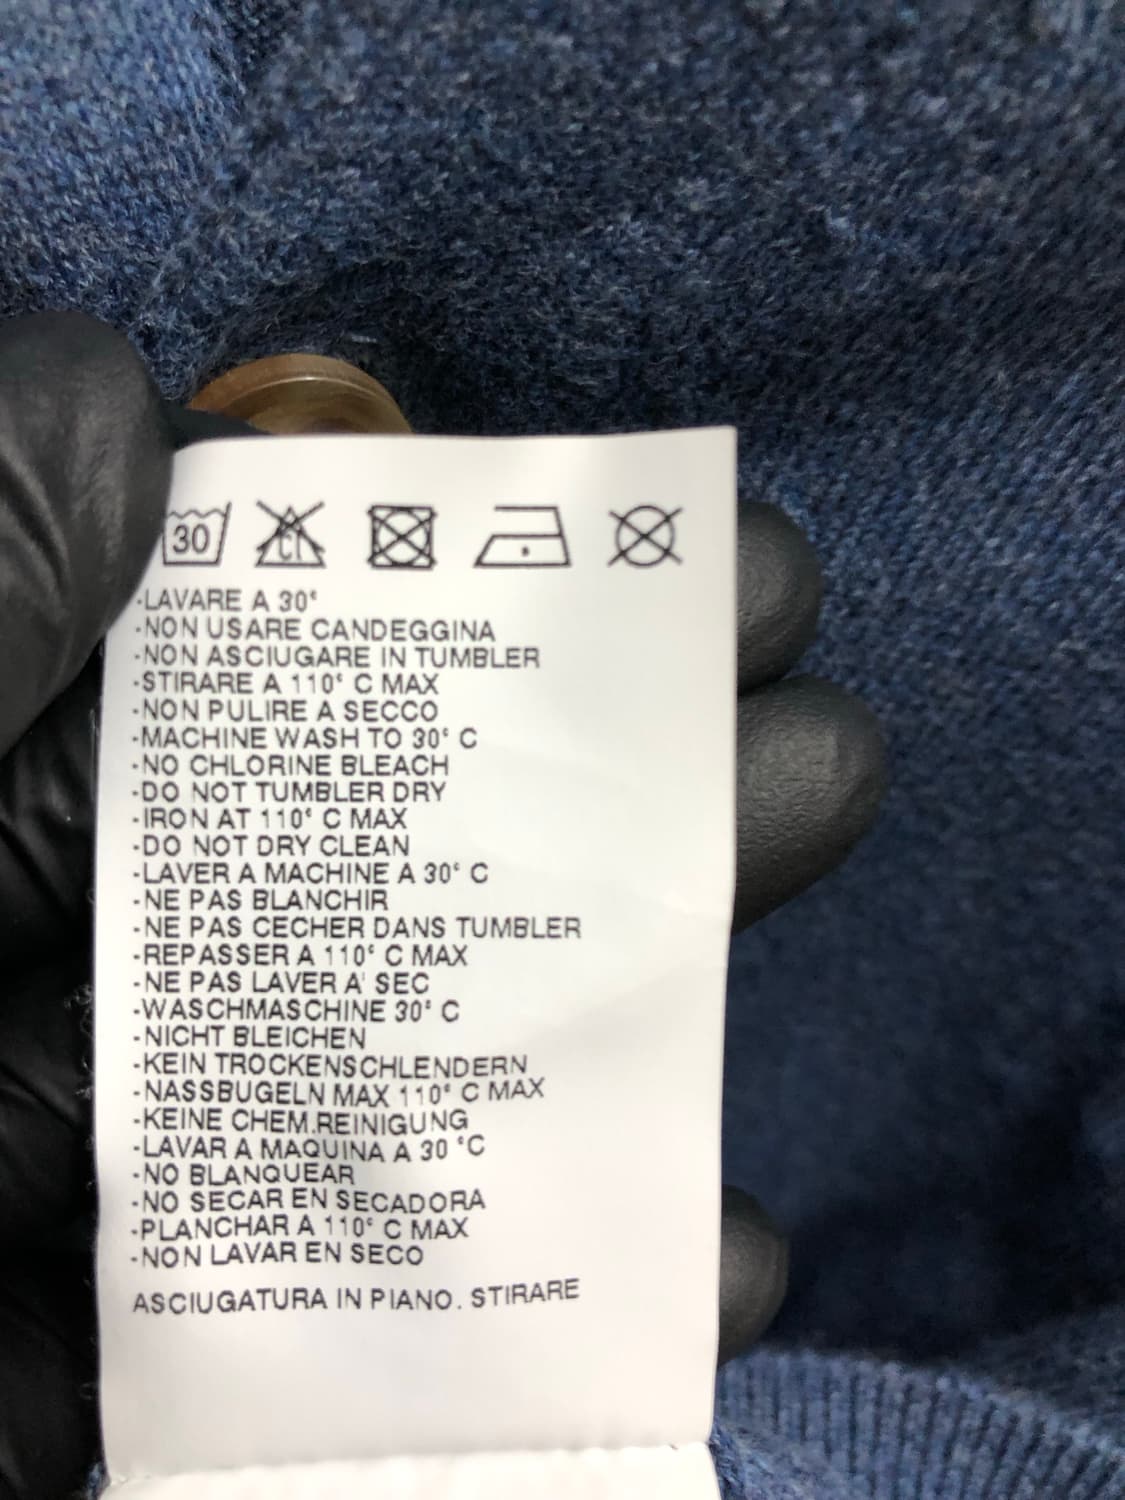 30 CL
-LAVARE A 30°
-NON USARE CANDEGGINA
-NON ASCIUGARE IN TUMBLER
-STIRARE A 110° C MAX
-NON PULIRE A SECCO
-MACHINE WASH TO 30° C
-NO CHLORINE BLEACH
-DO NOT TUMBLER DRY
-IRON AT 110° C MAX
-DO NOT DRY CLEAN
-LAVER A MACHINE A 30° C
-NE PAS BLANCHIR
-NE PAS CECHER DANS TUMBLER
-REPASSER A 110° C MAX
-NE PAS LAVER A' SEC
-WASCHMASCHINE 30° C
-NICHT BLEICHEN
-KEIN TROCKENSCHLENDERN
-NASSBUGELN MAX 110° C MAX
-KEINE CHEM.REINIGUNG
-LAVAR A MAQUINA A 30 °C
-NO BLANQUEAR
-NO SECAR EN SECADORA
-PLANCHAR A 110° C MAX
-NON LAVAR EN SECO
ASCIUGATURA IN PIANO. STIRARE